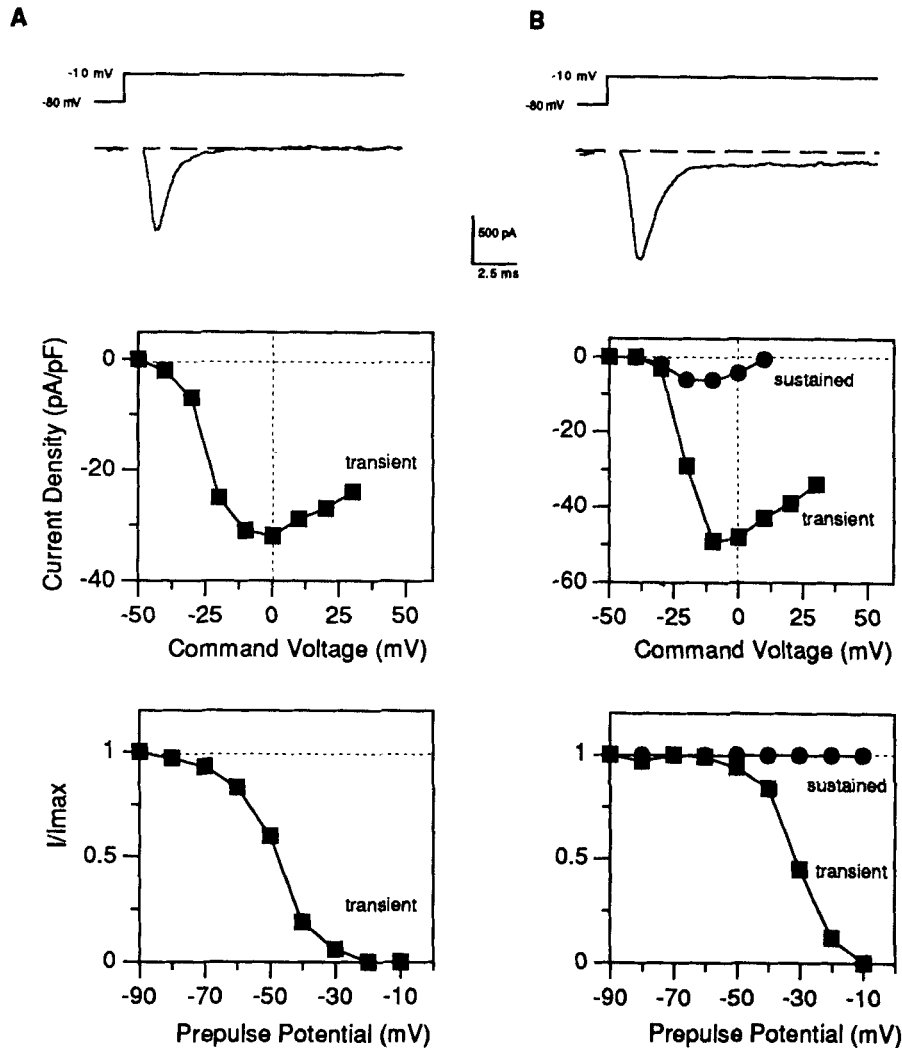 A
-10 mV
-80 mV
500 pA
2.5 ms
Current Density (pA/pF)
0
-20
-40
transient
-50
-25
0
25
50
Command Voltage (mV)
I/Imax
1
0.5
0
transient
-90
-70
-50
-30
-10
Prepulse Potential (mV)
B
-10 mV
-80 mV
0
-20
-40
-60
sustained
transient
-50
-25
0
25
50
Command Voltage (mV)
1
0.5
0
sustained
transient
-90
-70
-50
-30
-10
Prepulse Potential (mV)